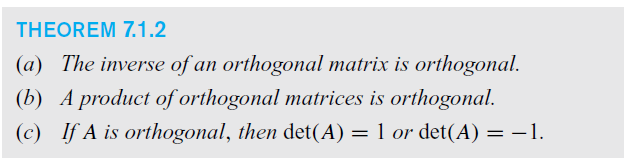 THEOREM 7.1.2
(a) The inverse of an orthogonal matrix is orthogonal.
(b) A product of orthogonal matrices is orthogonal.
(c) If A is orthogonal, then det(A) = 1 or det(A) = −1.